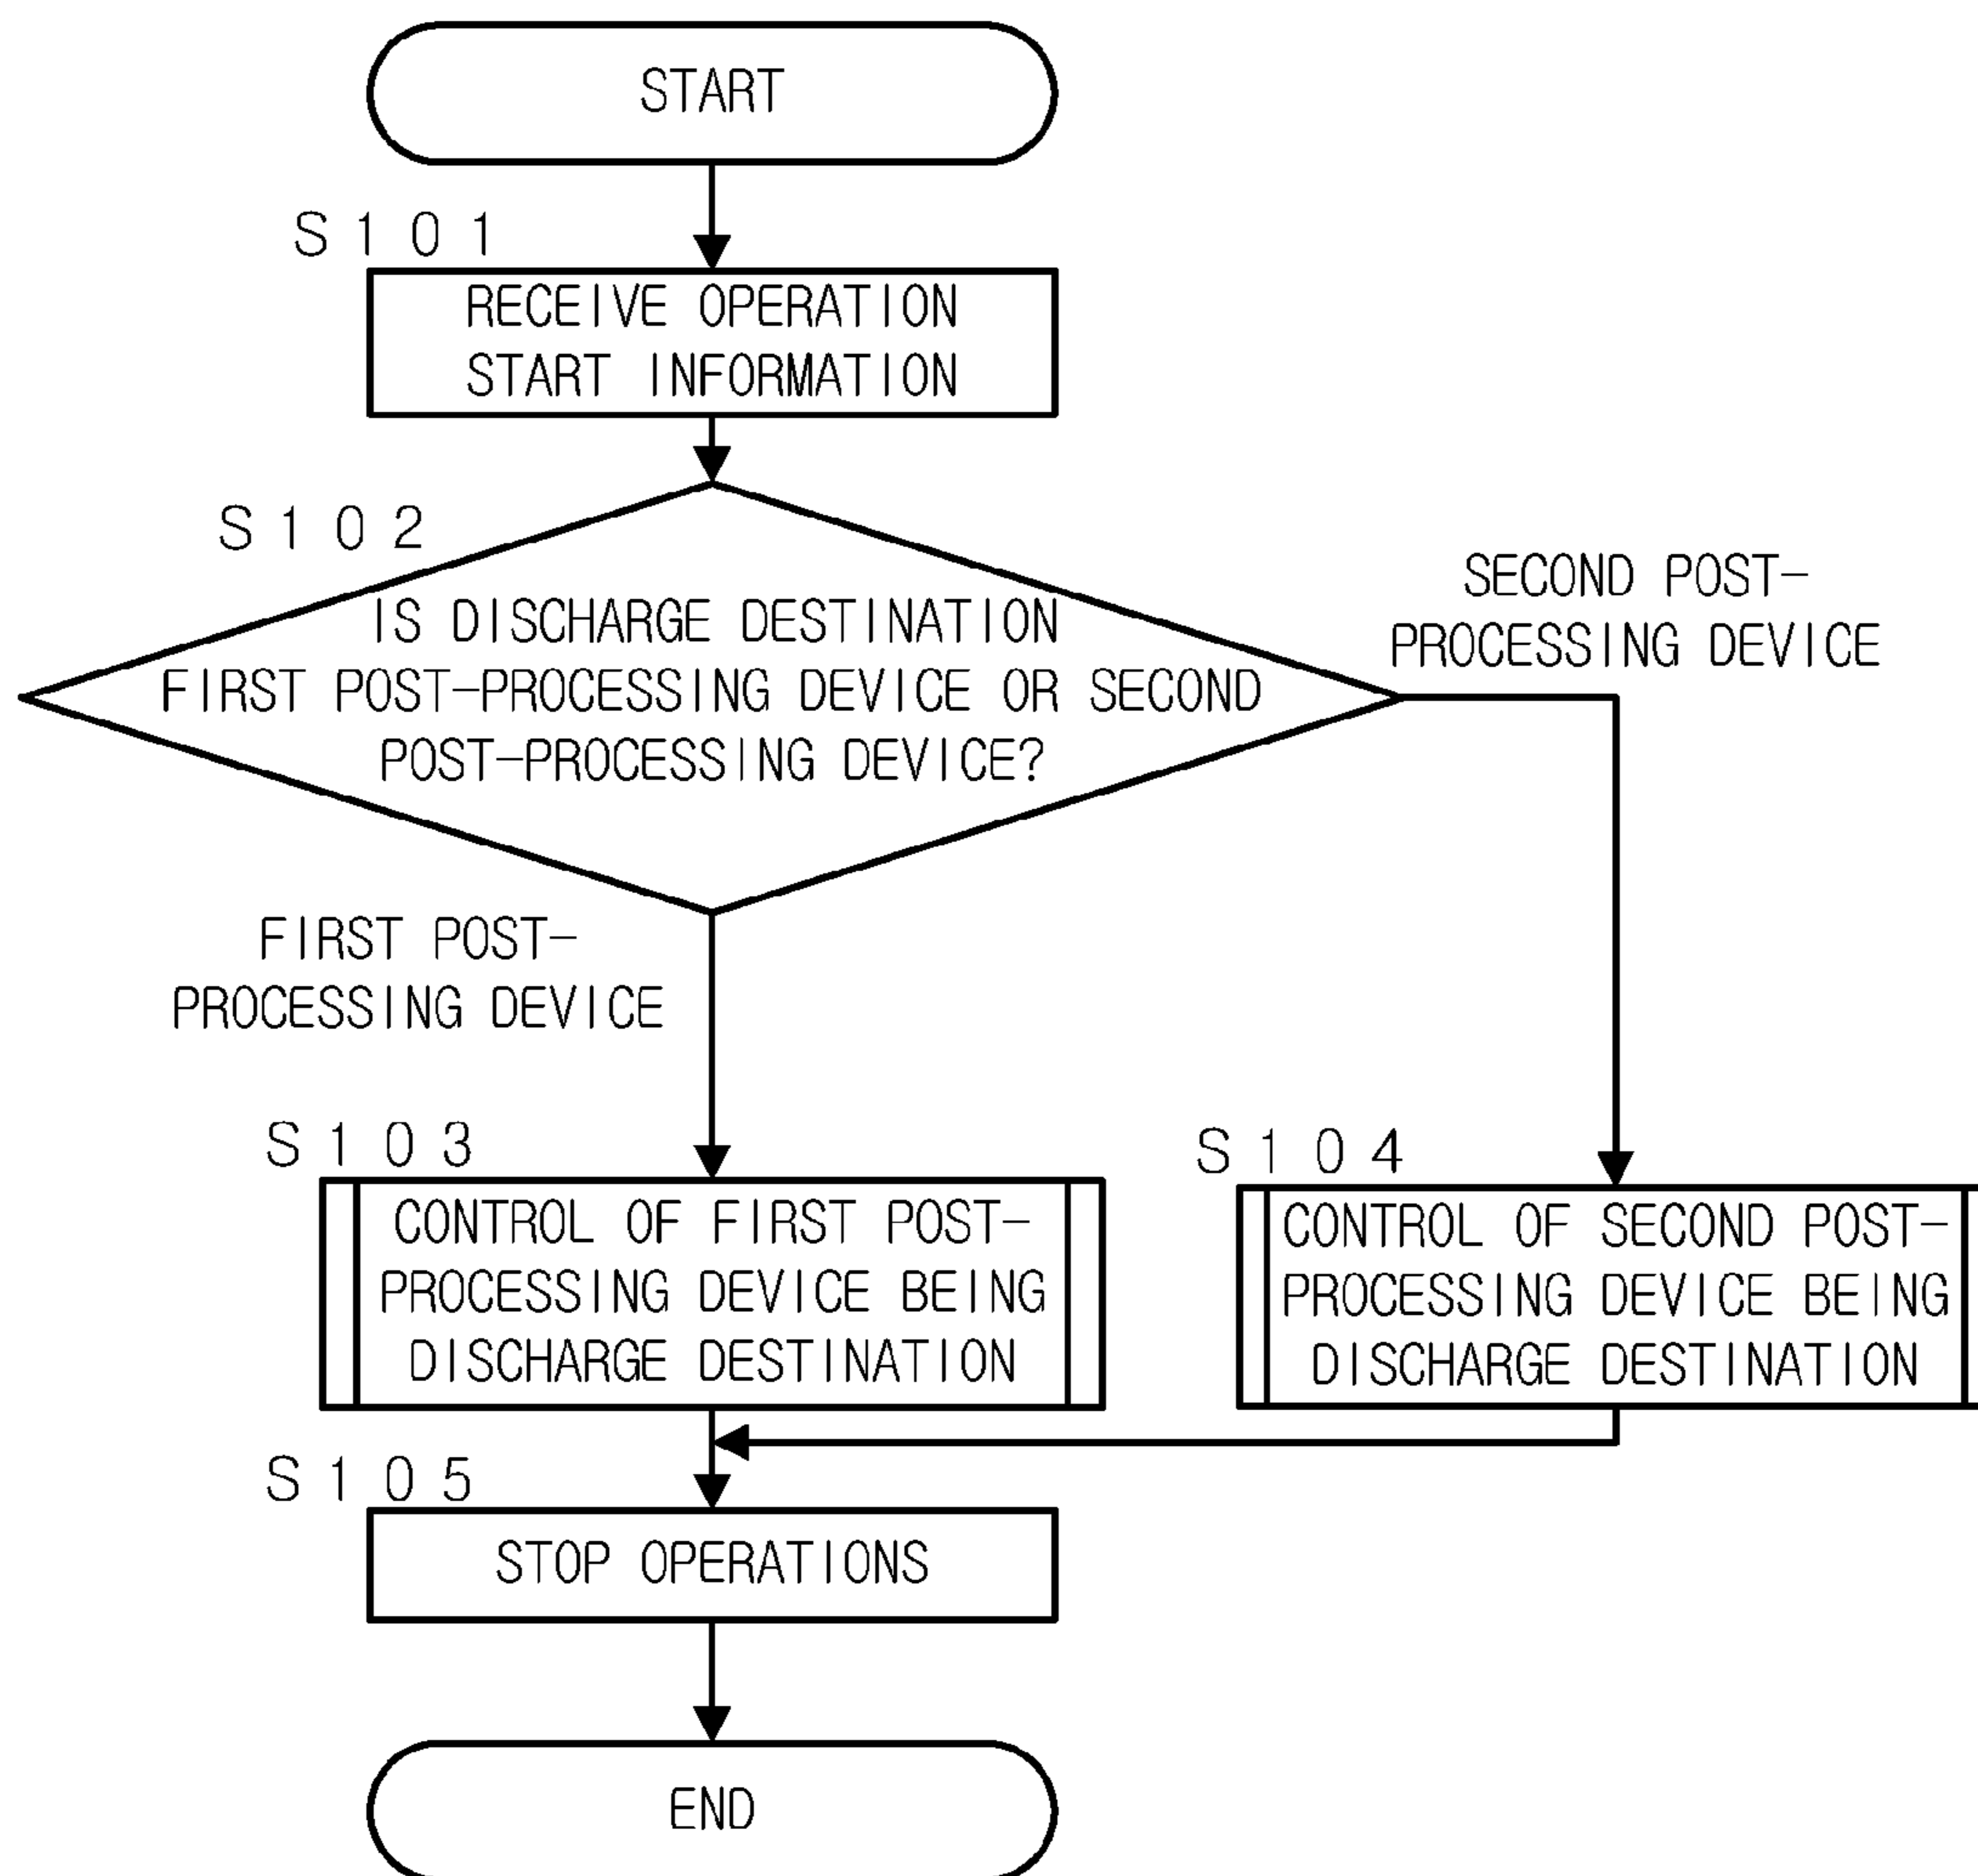 START
S101
RECEIVE OPERATION
START INFORMATION
S102
IS DISCHARGE DESTINATION
FIRST POST-PROCESSING DEVICE OR SECOND
POST-PROCESSING DEVICE?
SECOND POST-
PROCESSING DEVICE
FIRST POST-
PROCESSING DEVICE
S103
CONTROL OF FIRST POST-
PROCESSING DEVICE BEING
DISCHARGE DESTINATION
S104
CONTROL OF SECOND POST-
PROCESSING DEVICE BEING
DISCHARGE DESTINATION
S105
STOP OPERATIONS
END